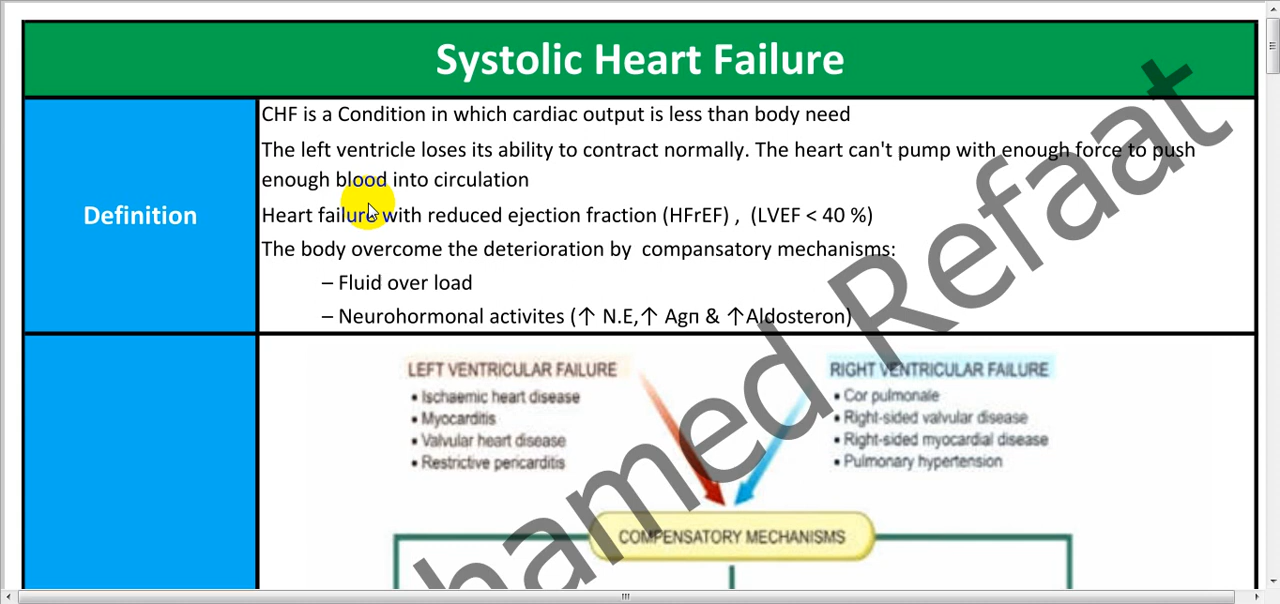 Systolic Heart Failure
Definition
CHF is a Condition in which cardiac output is less than body need
The left ventricle loses its ability to contract normally. The heart can't pump with enough force to push
enough blood into circulation
Heart failure with reduced ejection fraction (HFrEF) , (LVEF < 40 %)
The body overcome the deterioration by compansatory mechanisms:
– Fluid over load
– Neurohormonal activites (↑ N.E,↑ Agп & ↑Aldosteron)
LEFT VENTRICULAR FAILURE
• Ischaemic heart disease
• Myocarditis
• Valvular heart disease
• Restrictive pericarditis
RIGHT VENTRICULAR FAILURE
• Cor pulmonale
• Right-sided valvular disease
• Right-sided myocardial disease
• Pulmonary hypertension
COMPENSATORY MECHANISMS
hamed Refaat